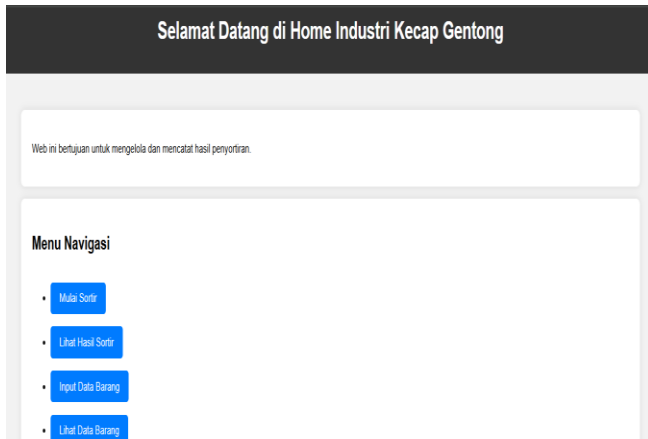 Selamat Datang di Home Industri Kecap Gentong
Web ini bertujuan untuk mengelola dan mencatat hasil penyortiran.
Menu Navigasi
Mulai Sortir
Lihat Hasil Sortir
Input Data Barang
Lihat Data Barang